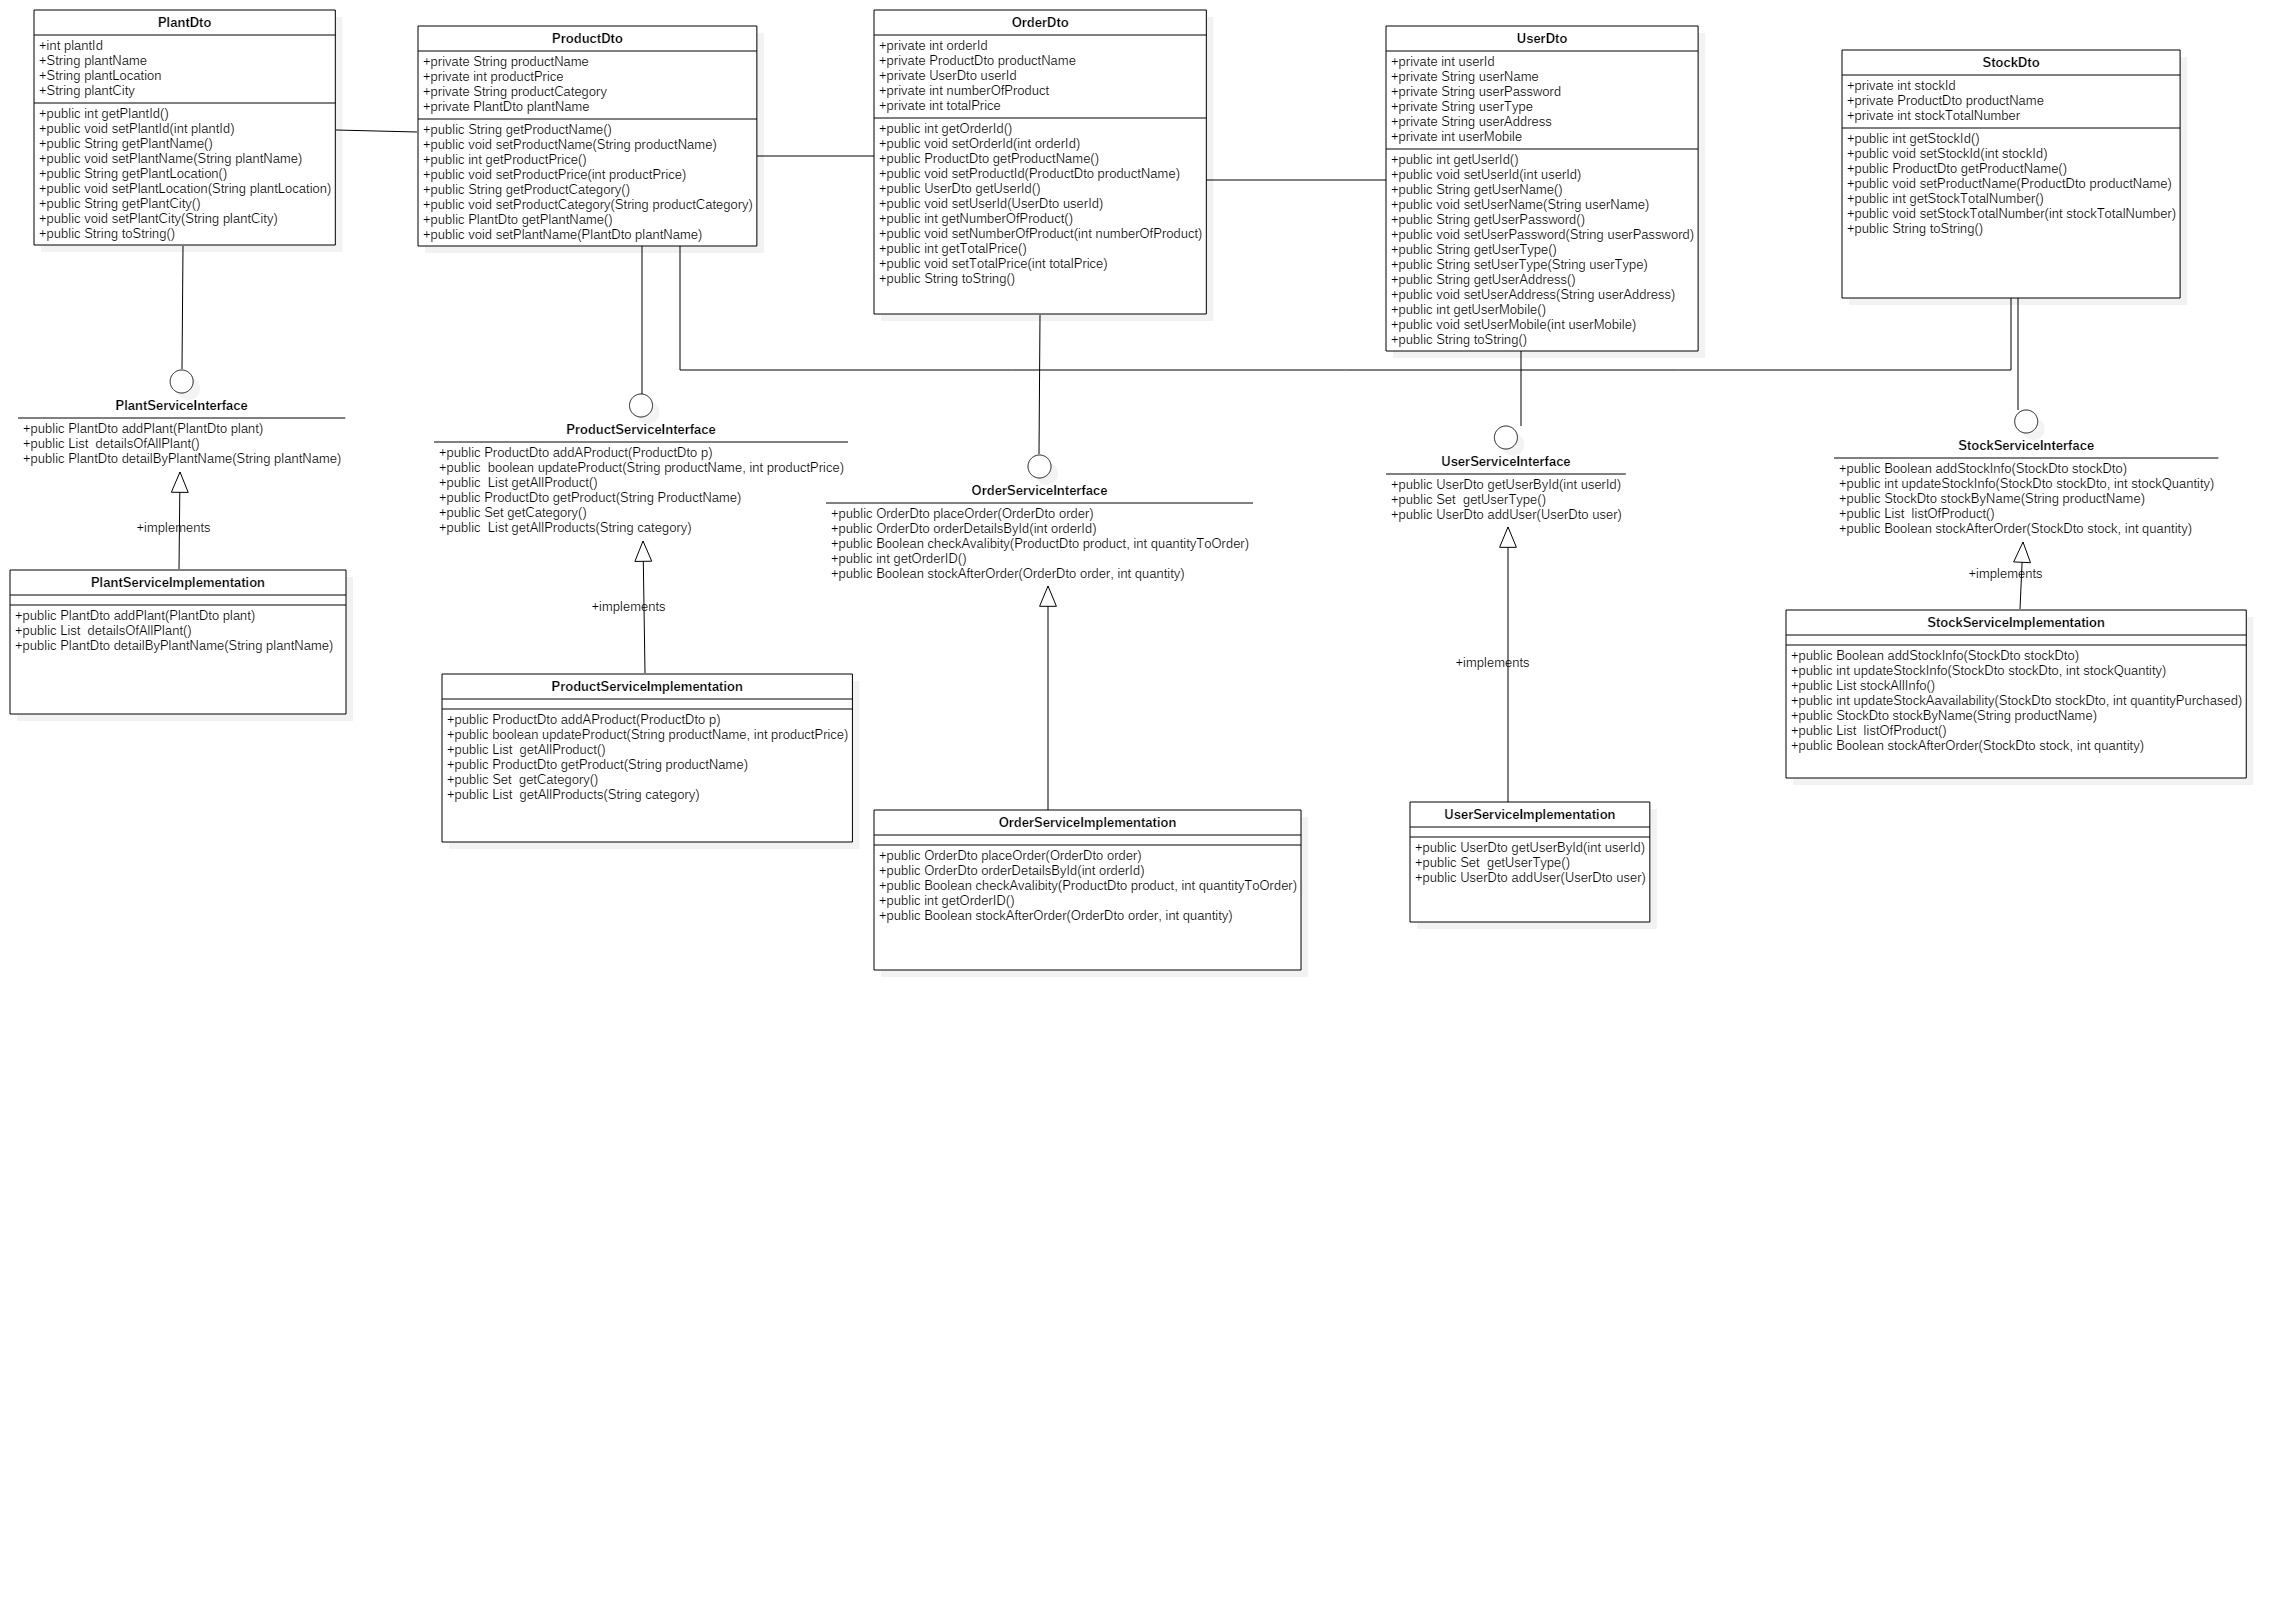 PlantDto
+int plantId
+String plantName
+String plantLocation
+String plantCity
+public int getPlantId()
+public void setPlantId(int plantId)
+public String getPlantName()
+public void setPlantName(String plantName)
+public String getPlantLocation()
+public void setPlantLocation(String plantLocation)
+public String getPlantCity()
+public void setPlantCity(String plantCity)
+public String toString()
ProductDto
+private String productName
+private int productPrice
+private String productCategory
+private PlantDto plantName
+public String getProductName()
+public void setProductName(String productName)
+public int getProductPrice()
+public void setProductPrice(int productPrice)
+public String getProductCategory()
+public void setProductCategory(String productCategory)
+public PlantDto getPlantName()
+public void setPlantName(PlantDto plantName)
OrderDto
+private int orderId
+private ProductDto productName
+private UserDto userId
+private int numberOfProduct
+private int totalPrice
+public int getOrderId()
+public void setOrderId(int orderId)
+public ProductDto getProductName()
+public void setProductId(ProductDto productName)
+public UserDto getUserId()
+public void setUserId(UserDto userId)
+public int getNumberOfProduct()
+public void setNumberOfProduct(int numberOfProduct)
+public int getTotalPrice()
+public void setTotalPrice(int totalPrice)
+public String toString()
UserDto
+private int userId
+private String userName
+private String userPassword
+private String userType
+private String userAddress
+private int userMobile
+public int getUserId()
+public void setUserId(int userId)
+public String getUserName()
+public void setUserName(String userName)
+public String getUserPassword()
+public void setUserPassword(String userPassword)
+public String getUserType()
+public String setUserType(String userType)
+public String getUserAddress()
+public void setUserAddress(String userAddress)
+public int getUserMobile()
+public void setUserMobile(int userMobile)
+public String toString()
StockDto
+private int stockId
+private ProductDto productName
+private int stockTotalNumber
+public int getStockId()
+public void setStockId(int stockId)
+public ProductDto getProductName()
+public void setProductName(ProductDto productName)
+public int getStockTotalNumber()
+public void setStockTotalNumber(int stockTotalNumber)
+public String toString()
PlantServiceInterface
+public PlantDto addPlant(PlantDto plant)
+public List  detailsOfAllPlant()
+public PlantDto detailByPlantName(String plantName)
+implements
ProductServiceInterface
+public ProductDto addAProduct(ProductDto p)
+public  boolean updateProduct(String productName, int productPrice)
+public  List getAllProduct()
+public ProductDto getProduct(String ProductName)
+public Set getCategory()
+public  List getAllProducts(String category)
+implements
OrderServiceInterface
+public OrderDto placeOrder(OrderDto order)
+public OrderDto orderDetailsById(int orderId)
+public Boolean checkAvalibity(ProductDto product, int quantityToOrder)
+public int getOrderID()
+public Boolean stockAfterOrder(OrderDto order, int quantity)
UserServiceInterface
+public UserDto getUserById(int userId)
+public Set  getUserType()
+public UserDto addUser(UserDto user)
+implements
StockServiceInterface
+public Boolean addStockInfo(StockDto stockDto)
+public int updateStockInfo(StockDto stockDto, int stockQuantity)
+public StockDto stockByName(String productName)
+public List  listOfProduct()
+public Boolean stockAfterOrder(StockDto stock, int quantity)
+implements
PlantServiceImplementation
+public PlantDto addPlant(PlantDto plant)
+public List  detailsOfAllPlant()
+public PlantDto detailByPlantName(String plantName)
ProductServiceImplementation
+public ProductDto addAProduct(ProductDto p)
+public boolean updateProduct(String productName, int productPrice)
+public List  getAllProduct()
+public ProductDto getProduct(String productName)
+public Set  getCategory()
+public List  getAllProducts(String category)
OrderServiceImplementation
+public OrderDto placeOrder(OrderDto order)
+public OrderDto orderDetailsById(int orderId)
+public Boolean checkAvalibity(ProductDto product, int quantityToOrder)
+public int getOrderID()
+public Boolean stockAfterOrder(OrderDto order, int quantity)
UserServiceImplementation
+public UserDto getUserById(int userId)
+public Set  getUserType()
+public UserDto addUser(UserDto user)
StockServiceImplementation
+public Boolean addStockInfo(StockDto stockDto)
+public int updateStockInfo(StockDto stockDto, int stockQuantity)
+public List stockAllInfo()
+public int updateStockAavailability(StockDto stockDto, int quantityPurchased)
+public StockDto stockByName(String productName)
+public List  listOfProduct()
+public Boolean stockAfterOrder(StockDto stock, int quantity)